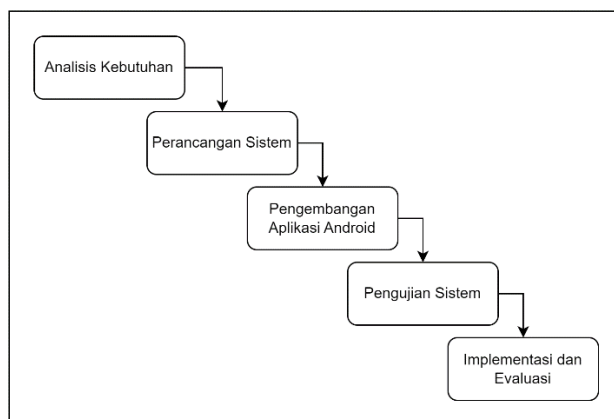 Analisis Kebutuhan
Perancangan Sistem
Pengembangan
Aplikasi Android
Pengujian Sistem
Implementasi dan
Evaluasi